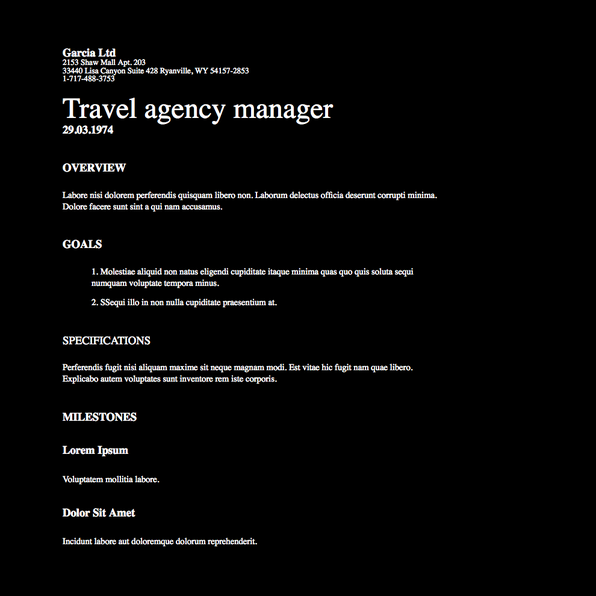 Garcia Ltd
2153 Shaw Mall Apt. 203
33440 Lisa Canyon Suite 428 Ryanville, WY 54157-2853
1-717-488-3753
Travel agency manager
29.03.1974
OVERVIEW
Labore nisi dolorem perferendis quisquam libero non. Laborum delectus officia deserunt corrupti minima.
Dolore facere sunt sint a qui nam accusamus.
GOALS
1. Molestiae aliquid non natus eligendi cupiditate itaque minima quas quo quis soluta sequi
numquam voluptate tempora minus.
2. SSequi illo in non nulla cupiditate praesentium at.
SPECIFICATIONS
Perferendis fugit nisi aliquam maxime sit neque magnam modi. Est vitae hic fugit nam quae libero.
Explicabo autem voluptates sunt inventore rem iste corporis.
MILESTONES
Lorem Ipsum
Voluptatem mollitia labore.
Dolor Sit Amet
Incidunt labore aut doloremque dolorum reprehenderit.